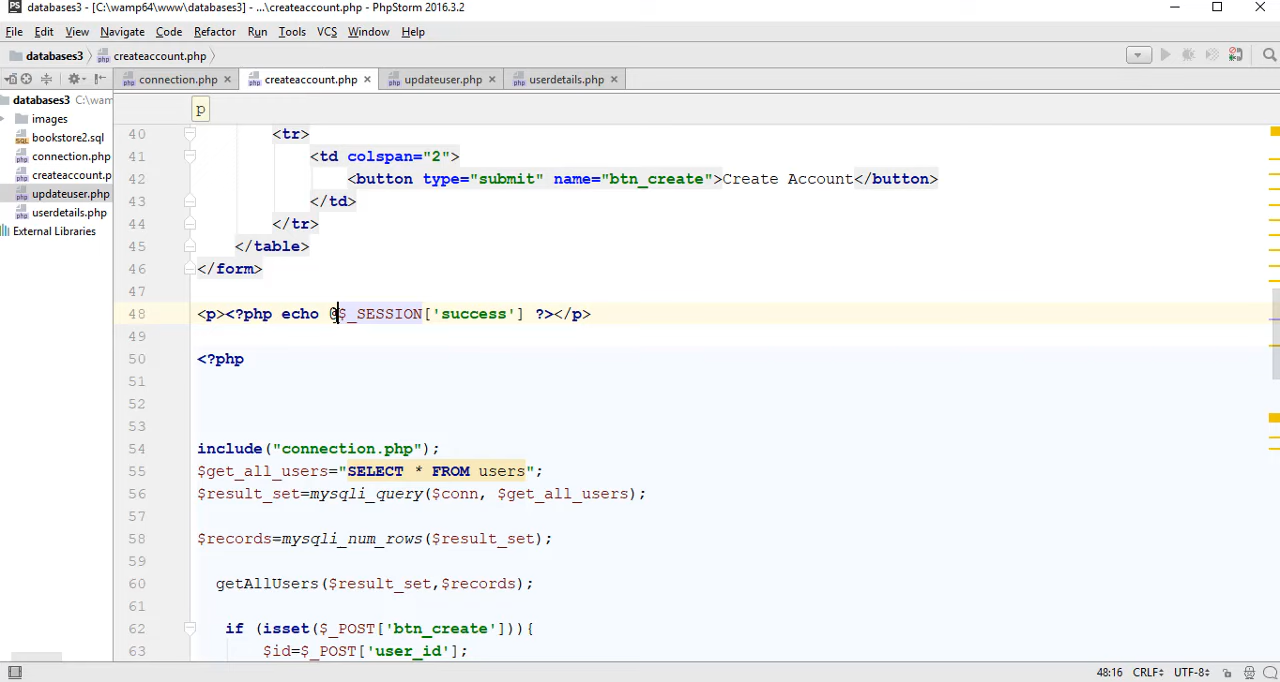 PS databases3 - [C:\wamp64\www\databases3] - ...\createaccount.php - PhpStorm 2016.3.2
File Edit View Navigate Code Refactor Run Tools VCS Window Help
databases3 createaccount.php
connection.php createaccount.php updateuser.php userdetails.php
databases3 C:\wam
images
bookstore2.sql
connection.php
createaccount.p
updateuser.php
userdetails.php
External Libraries
p
40 <tr>
41 <td colspan="2">
42 <button type="submit" name="btn_create">Create Account</button>
43 </td>
44 </tr>
45 </table>
46 </form>
47
48 <p><?php echo @$_SESSION['success'] ?></p>
49
50 <?php
51
52
53
54 include("connection.php");
55 $get_all_users="SELECT * FROM users";
56 $result_set=mysqli_query($conn, $get_all_users);
57
58 $records=mysqli_num_rows($result_set);
59
60 getAllUsers($result_set,$records);
61
62 if (isset($_POST['btn_create'])){
63 $id=$_POST['user_id'];
48:16 CRLF UTF-8